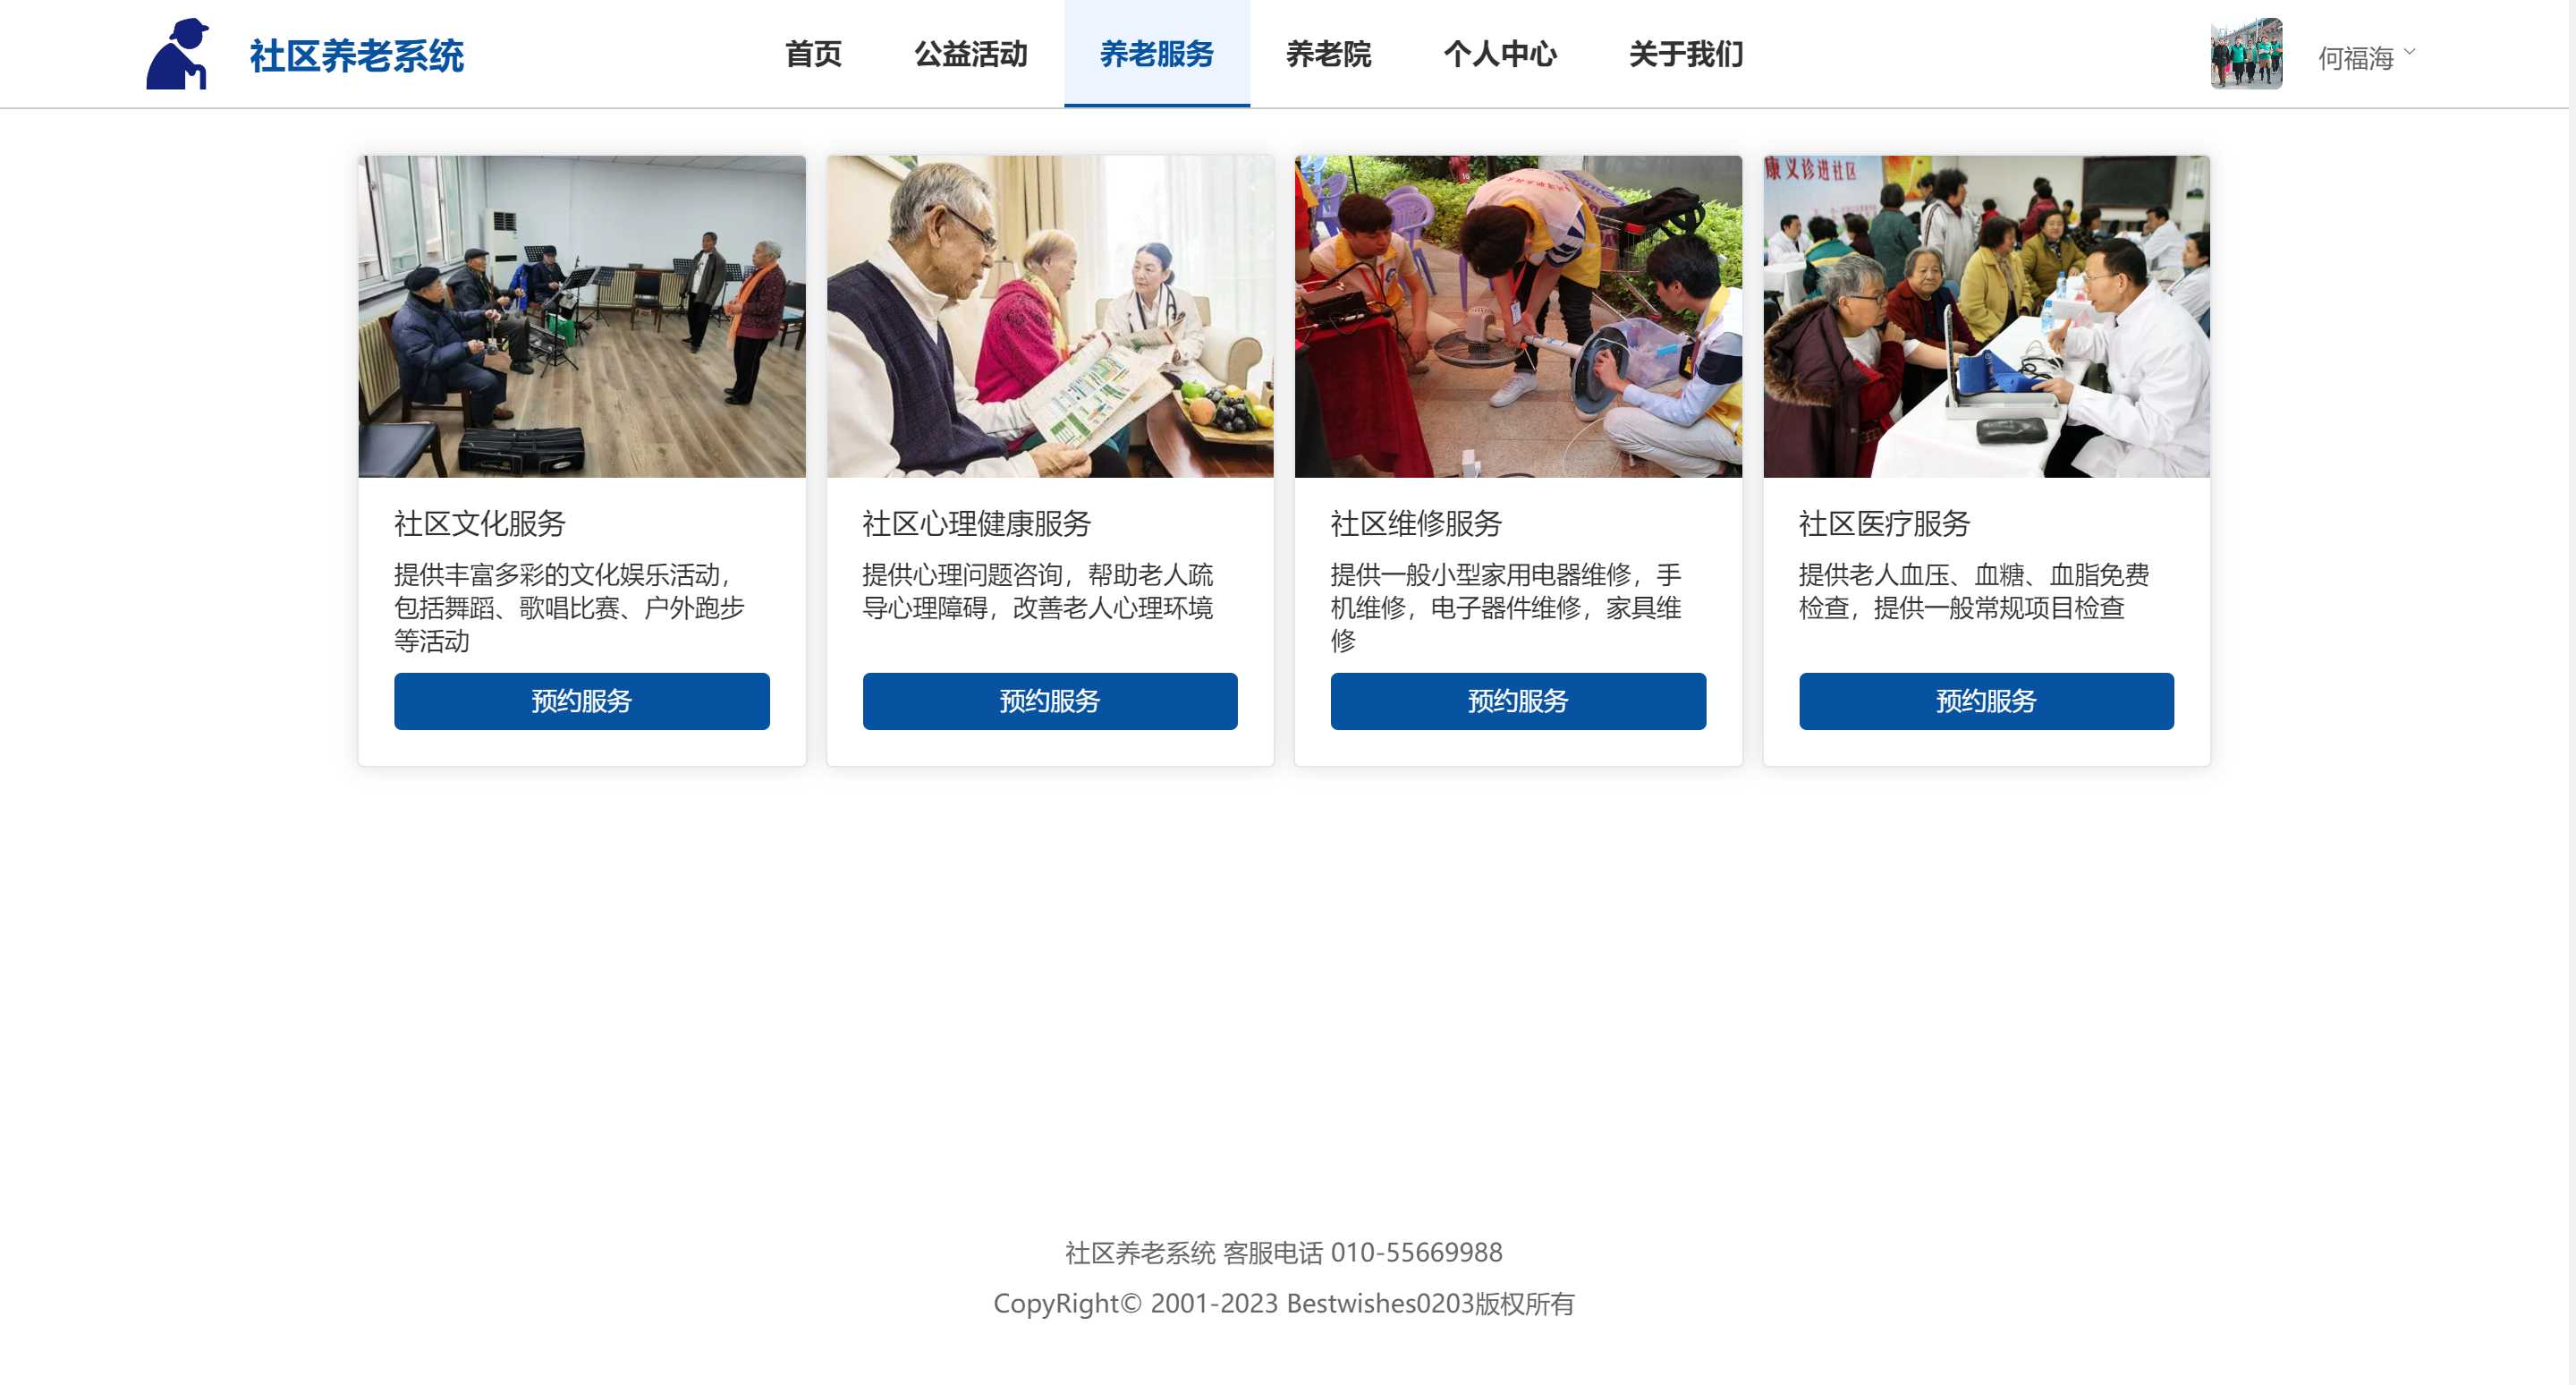 社区养老系统
首页
公益活动
养老服务
养老院
个人中心
关于我们
何福海
康义诊进社区
社区文化服务
提供丰富多彩的文化娱乐活动，
包括舞蹈、歌唱比赛、户外跑步
等活动
预约服务
社区心理健康服务
提供心理问题咨询，帮助老人疏
导心理障碍，改善老人心理环境
预约服务
社区维修服务
提供一般小型家用电器维修，手
机维修，电子器件维修，家具维
修
预约服务
社区医疗服务
提供老人血压、血糖、血脂免费
检查，提供一般常规项目检查
预约服务
社区养老系统 客服电话 010-55669988
CopyRight© 2001-2023 Bestwishes0203版权所有